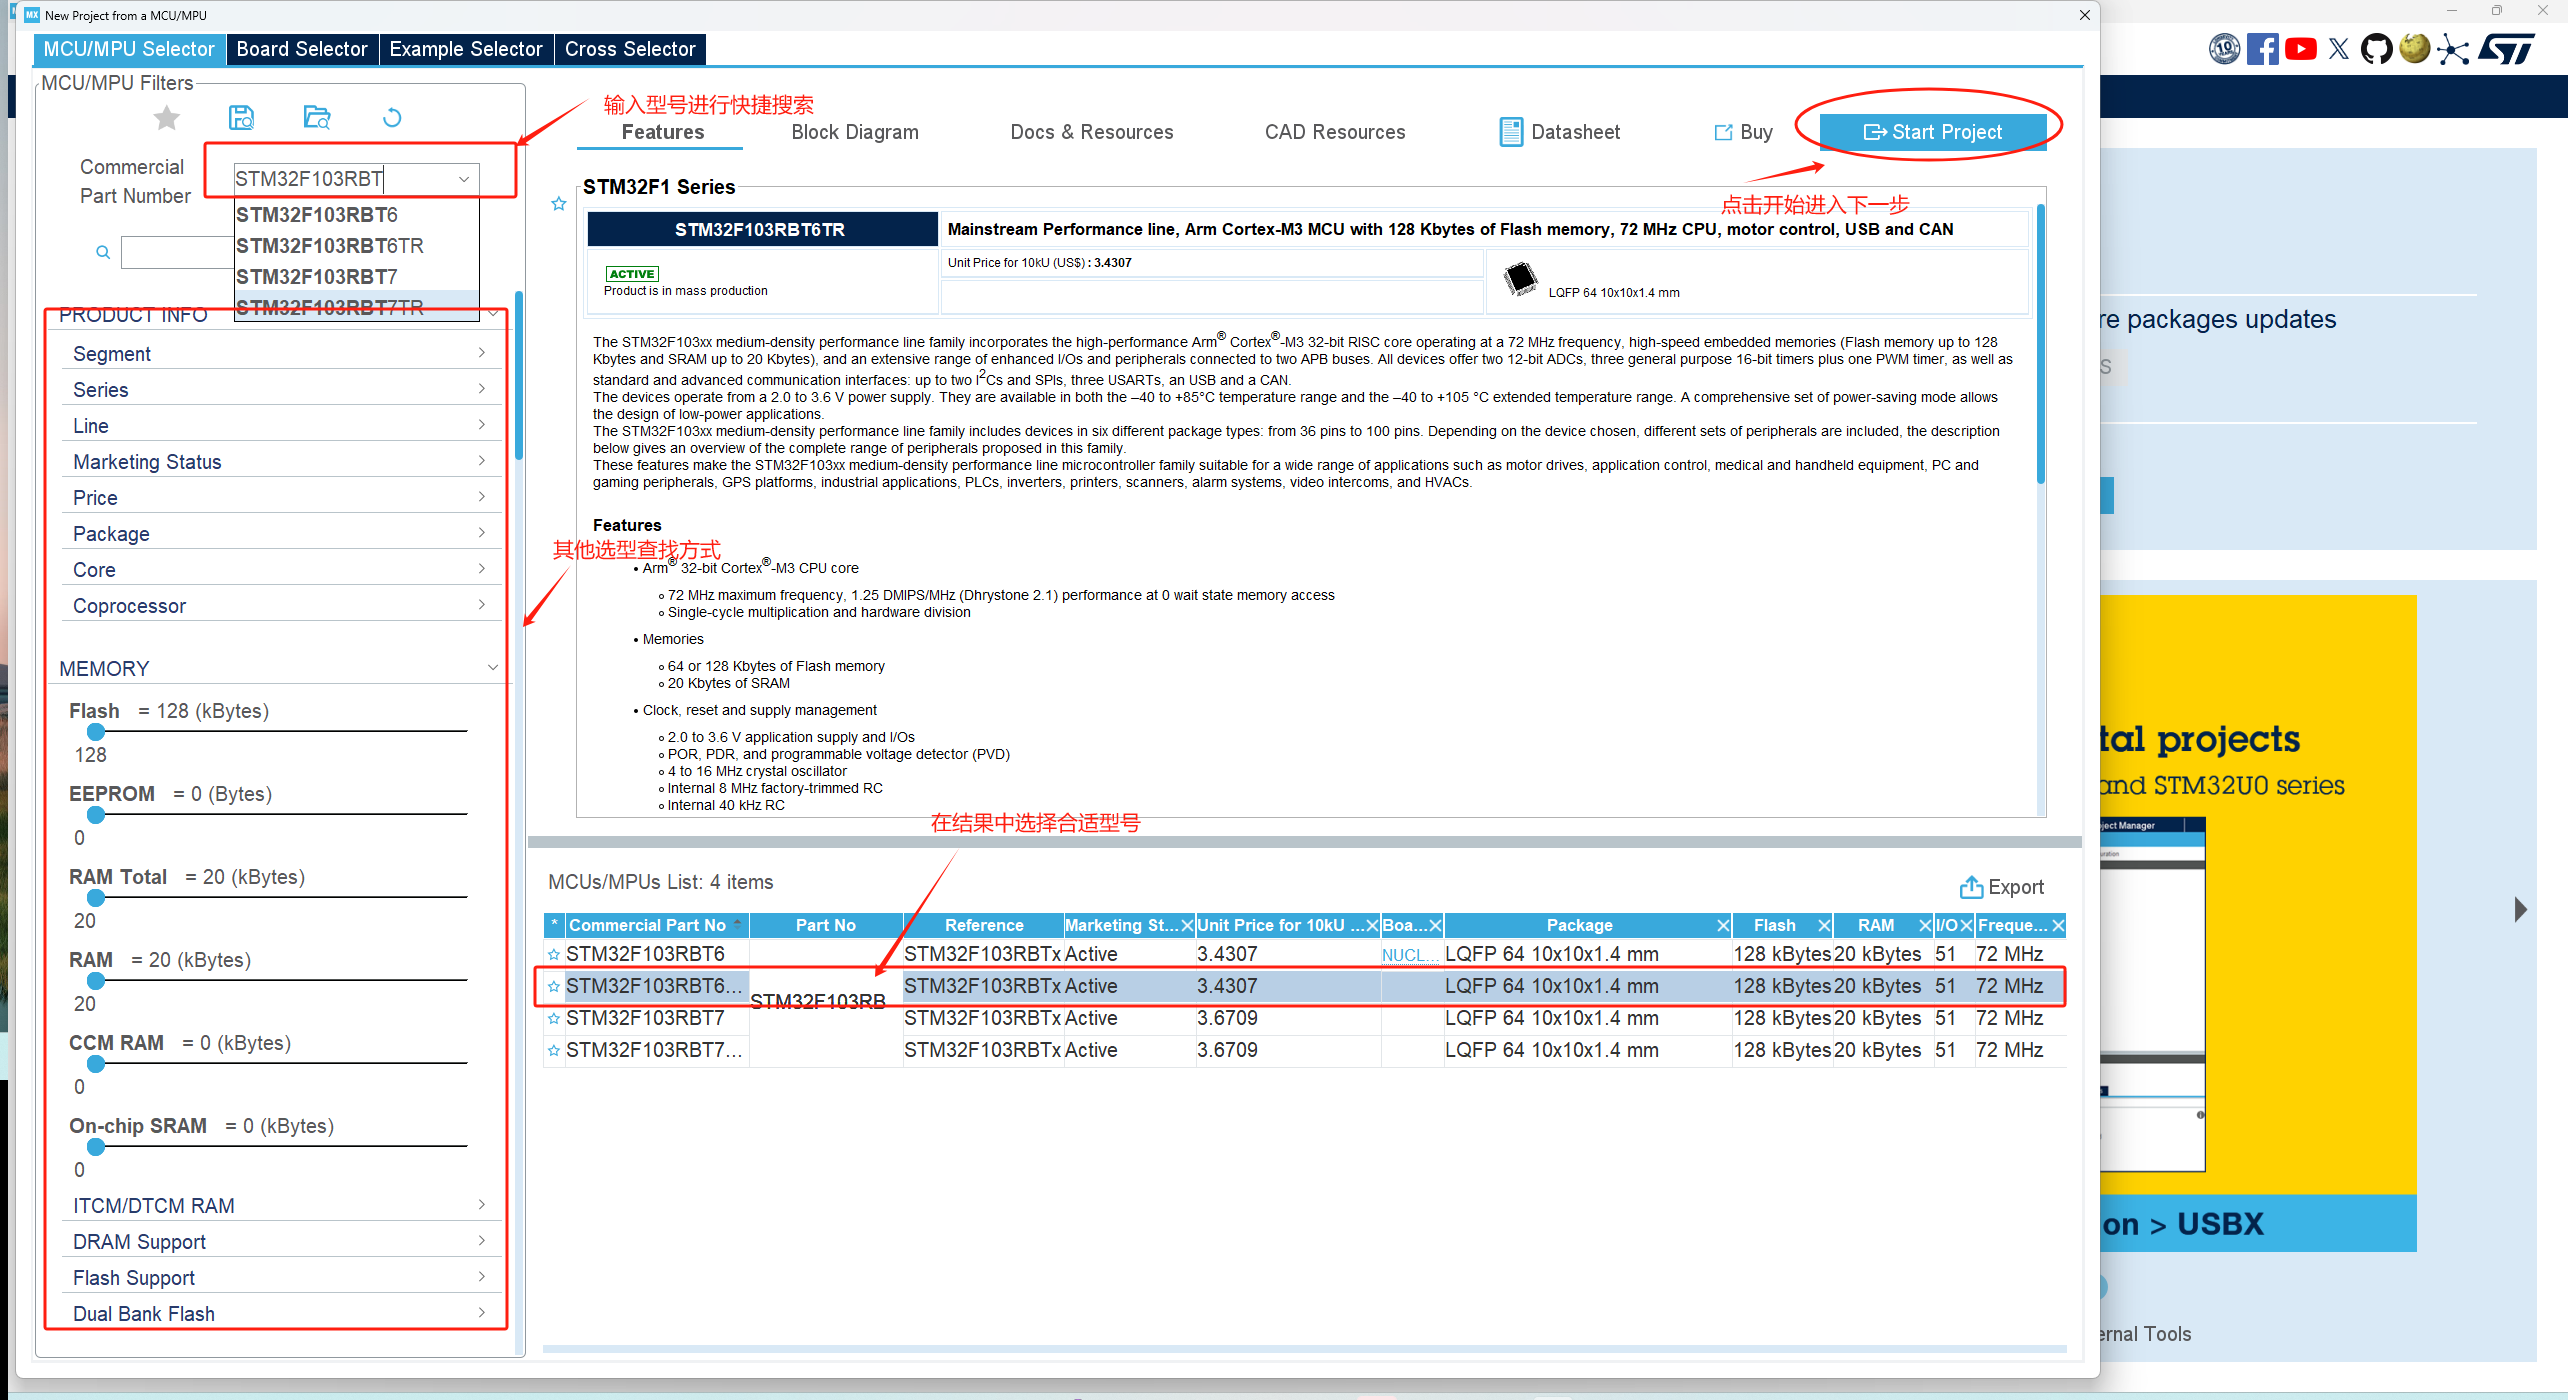 New Project from a MCU/MPU
MCU/MPU Selector
Board Selector
Example Selector
Cross Selector
MCU/MPU Filters
输入型号进行快捷搜索
Commercial
Part Number
STM32F103RBT
STM32F103RBT6
STM32F103RBT6TR
STM32F103RBT7
STM32F103RBT7TR
PRODUCT INFO
Segment
Series
Line
Marketing Status
Price
Package
Core
Coprocessor
MEMORY
Flash = 128 (kBytes)
128
EEPROM = 0 (Bytes)
0
RAM Total = 20 (kBytes)
20
RAM = 20 (kBytes)
20
CCM RAM = 0 (kBytes)
0
On-chip SRAM = 0 (kBytes)
0
ITCM/DTCM RAM
DRAM Support
Flash Support
Dual Bank Flash
其他选型查找方式
Features
Block Diagram
Docs & Resources
CAD Resources
Datasheet
Buy
Start Project
点击开始进入下一步
STM32F1 Series
STM32F103RBT6TR
Mainstream Performance line, Arm Cortex-M3 MCU with 128 Kbytes of Flash memory, 72 MHz CPU, motor control, USB and CAN
ACTIVE
Product is in mass production
Unit Price for 10kU (US$) : 3.4307
LQFP 64 10x10x1.4 mm
The STM32F103xx medium-density performance line family incorporates the high-performance Arm® Cortex®-M3 32-bit RISC core operating at a 72 MHz frequency, high-speed embedded memories (Flash memory up to 128
Kbytes and SRAM up to 20 Kbytes), and an extensive range of enhanced I/Os and peripherals connected to two APB buses. All devices offer two 12-bit ADCs, three general purpose 16-bit timers plus one PWM timer, as well as
standard and advanced communication interfaces: up to two I2Cs and SPIs, three USARTs, an USB and a CAN.
The devices operate from a 2.0 to 3.6 V power supply. They are available in both the –40 to +85°C temperature range and the –40 to +105 °C extended temperature range. A comprehensive set of power-saving mode allows
the design of low-power applications.
The STM32F103xx medium-density performance line family includes devices in six different package types: from 36 pins to 100 pins. Depending on the device chosen, different sets of peripherals are included, the description
below gives an overview of the complete range of peripherals proposed in this family.
These features make the STM32F103xx medium-density performance line microcontroller family suitable for a wide range of applications such as motor drives, application control, medical and handheld equipment, PC and
gaming peripherals, GPS platforms, industrial applications, PLCs, inverters, printers, scanners, alarm systems, video intercoms, and HVACs.
Features
• Arm® 32-bit Cortex®-M3 CPU core
72 MHz maximum frequency, 1.25 DMIPS/MHz (Dhrystone 2.1) performance at 0 wait state memory access
Single-cycle multiplication and hardware division
• Memories
64 or 128 Kbytes of Flash memory
20 Kbytes of SRAM
• Clock, reset and supply management
2.0 to 3.6 V application supply and I/Os
POR, PDR, and programmable voltage detector (PVD)
4 to 16 MHz crystal oscillator
Internal 8 MHz factory-trimmed RC
Internal 40 kHz RC
在结果中选择合适型号
MCUs/MPUs List: 4 items
Export
* Commercial Part No Part No Reference Marketing St... Unit Price for 10kU ... Boa... Package Flash RAM I/O Freque...
STM32F103RBT6 STM32F103RBTx Active 3.4307 NUCL... LQFP 64 10x10x1.4 mm 128 kBytes 20 kBytes 51 72 MHz
STM32F103RBT6... STM32F103RBTx Active 3.4307 LQFP 64 10x10x1.4 mm 128 kBytes 20 kBytes 51 72 MHz
STM32F103RB
STM32F103RBT7 STM32F103RBTx Active 3.6709 LQFP 64 10x10x1.4 mm 128 kBytes 20 kBytes 51 72 MHz
STM32F103RBT7... STM32F103RBTx Active 3.6709 LQFP 64 10x10x1.4 mm 128 kBytes 20 kBytes 51 72 MHz
ST
re packages updates
S
tal projects
and STM32U0 series
ject Manager
on > USBX
ernal Tools